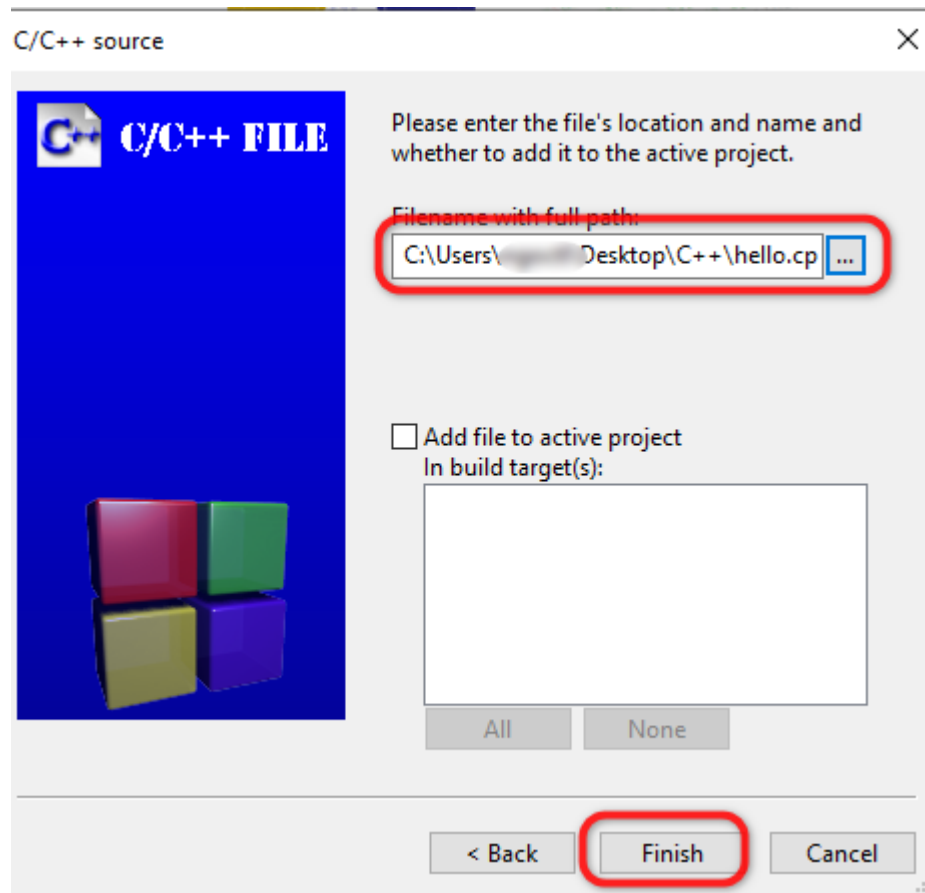 C/C++ source
C++ C/C++ FILE
Please enter the file's location and name and
whether to add it to the active project.
Filename with full path:
C:\Users\ Desktop\C++\hello.cp ...
Add file to active project
In build target(s):
All None
< Back Finish Cancel